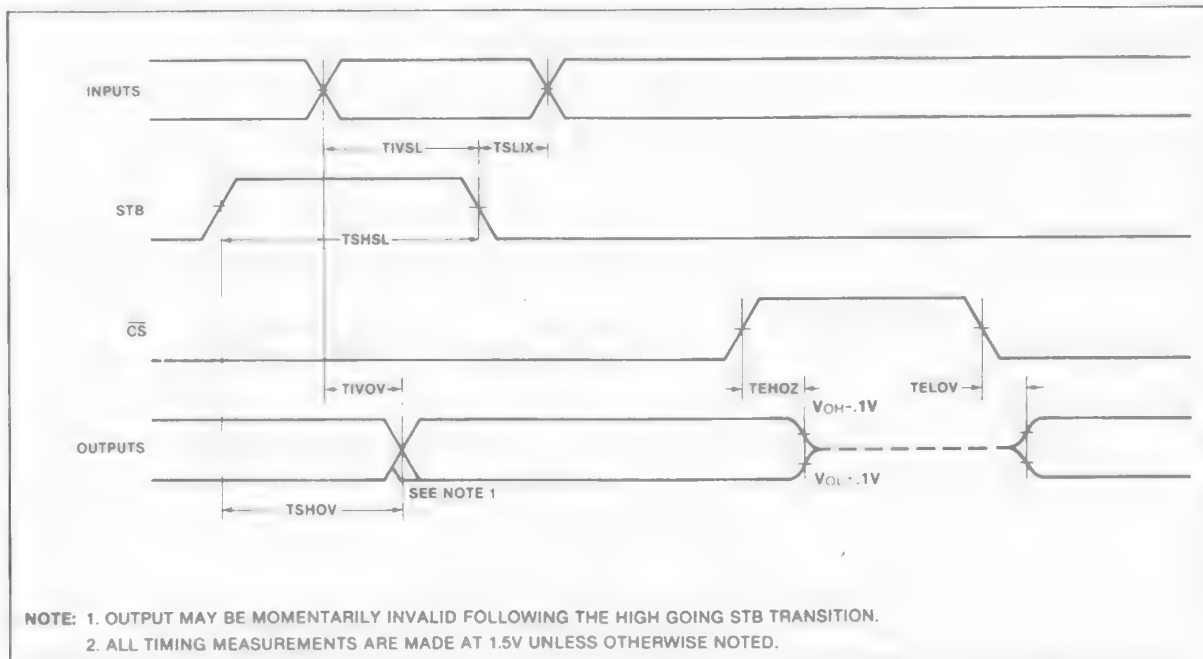 INPUTS
TIVSL
TSLIX
STB
TSHSL
CS
TIVOV
TEHOZ
TELOV
VOH-.1V
OUTPUTS
VOL-.1V
SEE NOTE 1
TSHOV
NOTE: 1. OUTPUT MAY BE MOMENTARILY INVALID FOLLOWING THE HIGH GOING STB TRANSITION.
2. ALL TIMING MEASUREMENTS ARE MADE AT 1.5V UNLESS OTHERWISE NOTED.